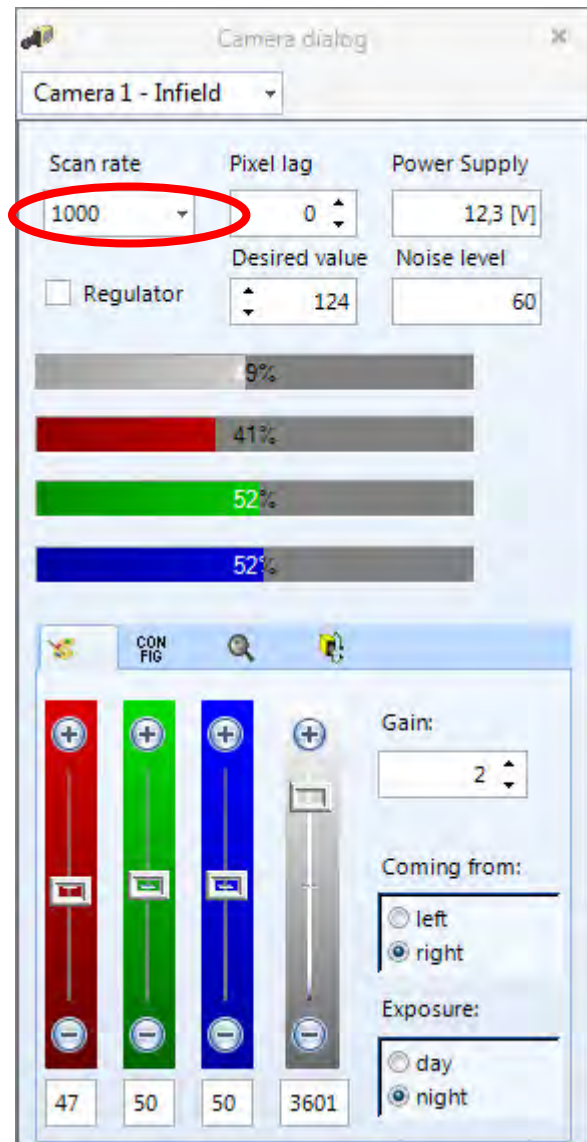 Camera dialog
Camera 1 - Infield
Scan rate Pixel lag Power Supply
1000 0 12,3 [V]
Desired value Noise level
Regulator 124 60
49%
41%
52%
52%
CON
FIG
Gain:
2
Coming from:
left
right
Exposure:
day
night
47 50 50 3601